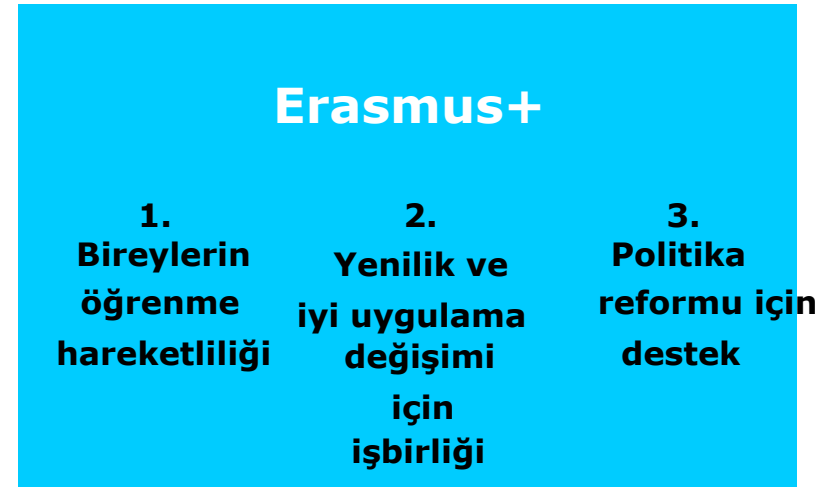 Erasmus+
1.
Bireylerin
öğrenme
hareketliliği
2.
Yenilik ve
iyi uygulama
değişimi
için
işbirliği
3.
Politika
reformu için
destek